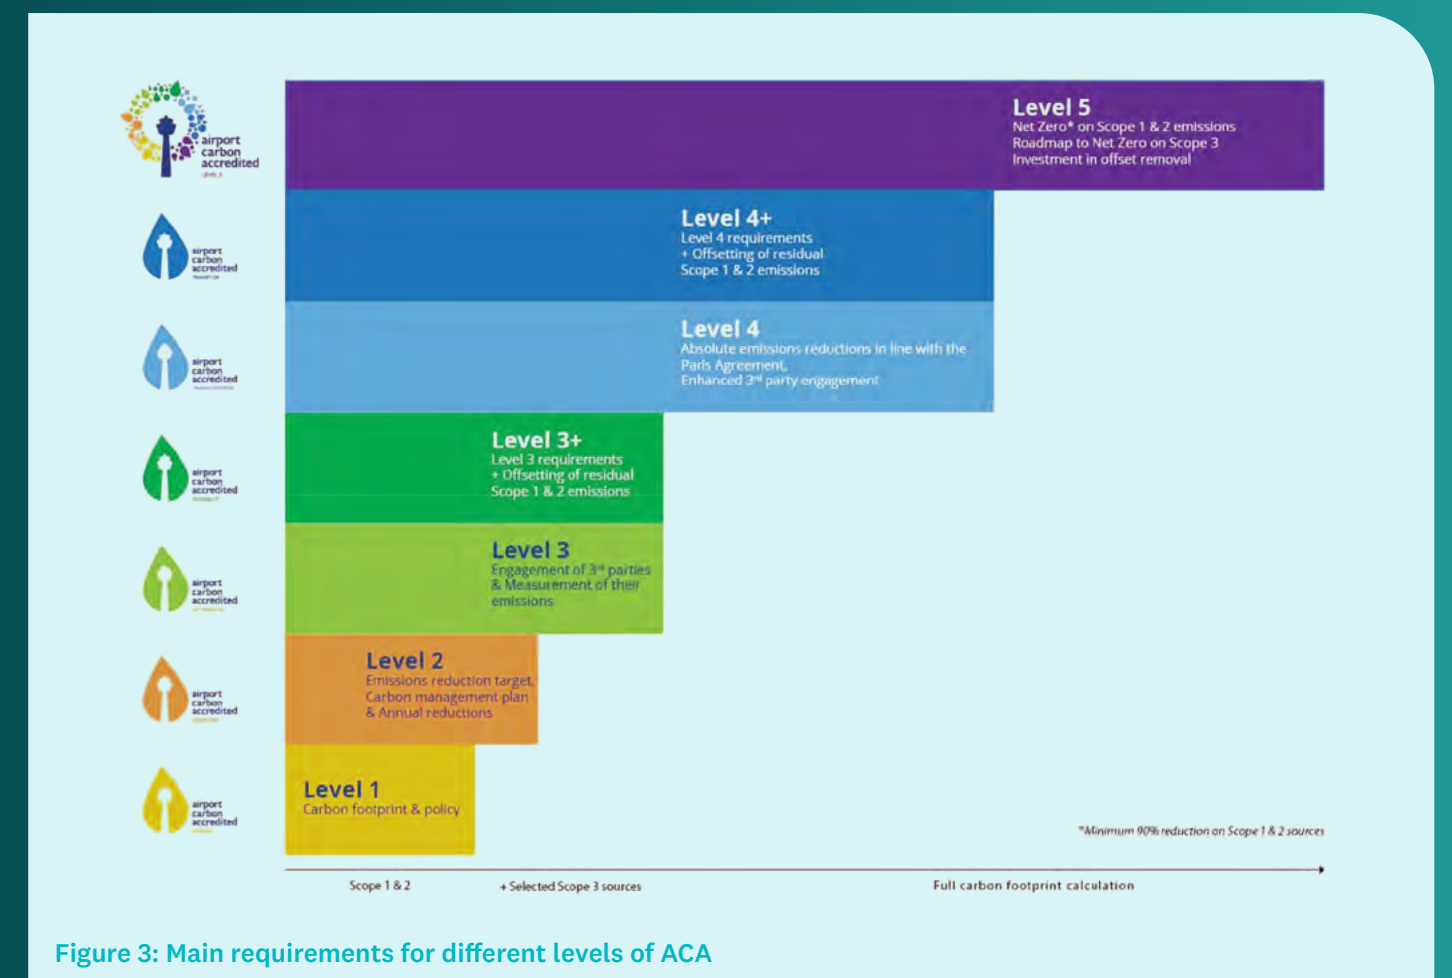 airport
carbon
accredited
Level 5
Net Zero* on Scope 1 & 2 emissions
Roadmap to Net Zero on Scope 3
Investment in offset removal
airport
carbon
accredited
Level 4+
Level 4 requirements
+ Offsetting of residual
Scope 1 & 2 emissions
airport
carbon
accredited
Level 4
Absolute emissions reductions in line with the
Paris Agreement,
Enhanced 3rd party engagement
airport
carbon
accredited
Level 3+
Level 3 requirements
+ Offsetting of residual
Scope 1 & 2 emissions
airport
carbon
accredited
Level 3
Engagement of 3rd parties
& Measurement of their
emissions
airport
carbon
accredited
Level 2
Emissions reduction target,
Carbon management plan
& Annual reductions
airport
carbon
accredited
Level 1
Carbon footprint & policy
*Minimum 90% reduction on Scope 1 & 2 sources
Scope 1 & 2
+ Selected Scope 3 sources
Full carbon footprint calculation
Figure 3: Main requirements for different levels of ACA